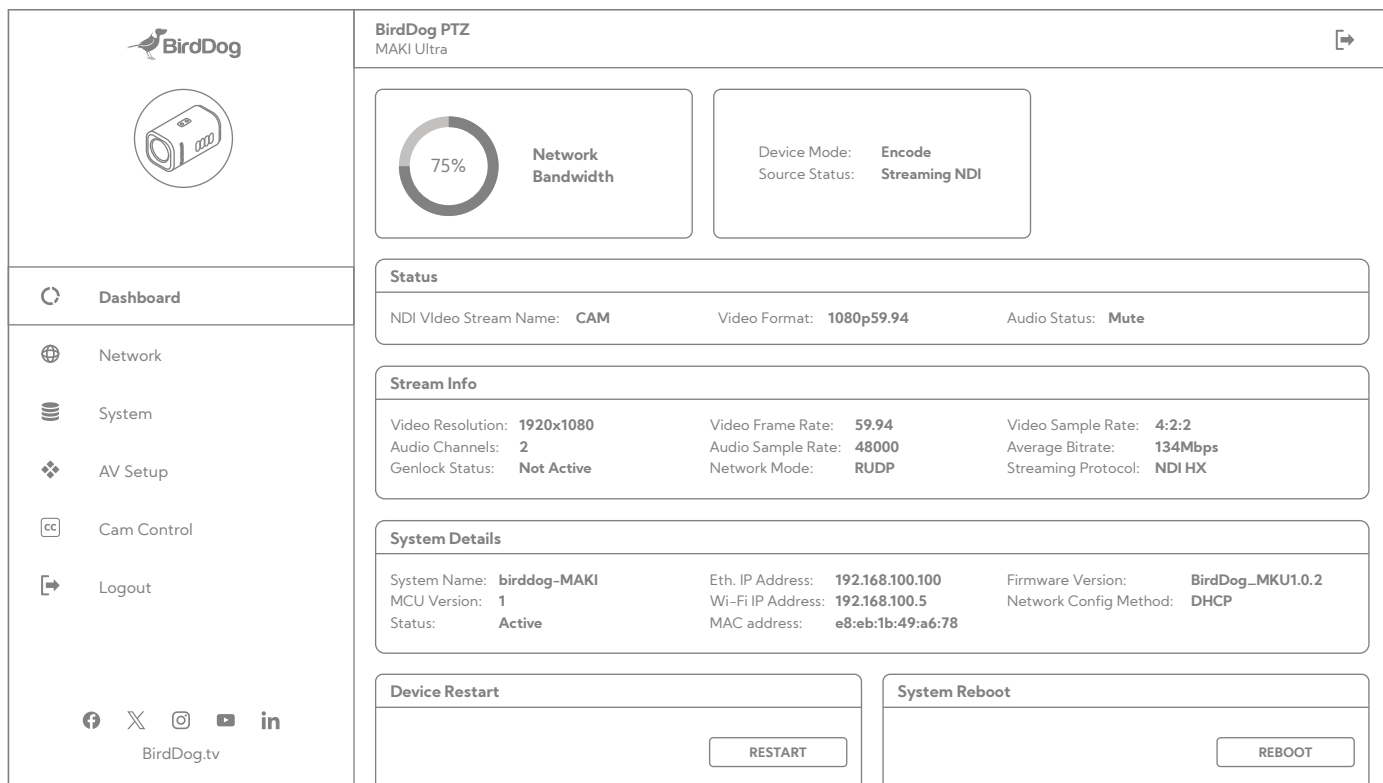 BirdDog
BirdDog PTZ
MAKI Ultra
75%
Network
Bandwidth
Device Mode: Encode
Source Status: Streaming NDI
Dashboard
Network
System
AV Setup
CC
Cam Control
Logout
BirdDog.tv
Status
NDI VIdeo Stream Name: CAM Video Format: 1080p59.94 Audio Status: Mute
Stream Info
Video Resolution: 1920x1080 Video Frame Rate: 59.94 Video Sample Rate: 4:2:2
Audio Channels: 2 Audio Sample Rate: 48000 Average Bitrate: 134Mbps
Genlock Status: Not Active Network Mode: RUDP Streaming Protocol: NDI HX
System Details
System Name: birddog-MAKI Eth. IP Address: 192.168.100.100 Firmware Version: BirdDog_MKU1.0.2
MCU Version: 1 Wi-Fi IP Address: 192.168.100.5 Network Config Method: DHCP
Status: Active MAC address: e8:eb:1b:49:a6:78
Device Restart
RESTART
System Reboot
REBOOT